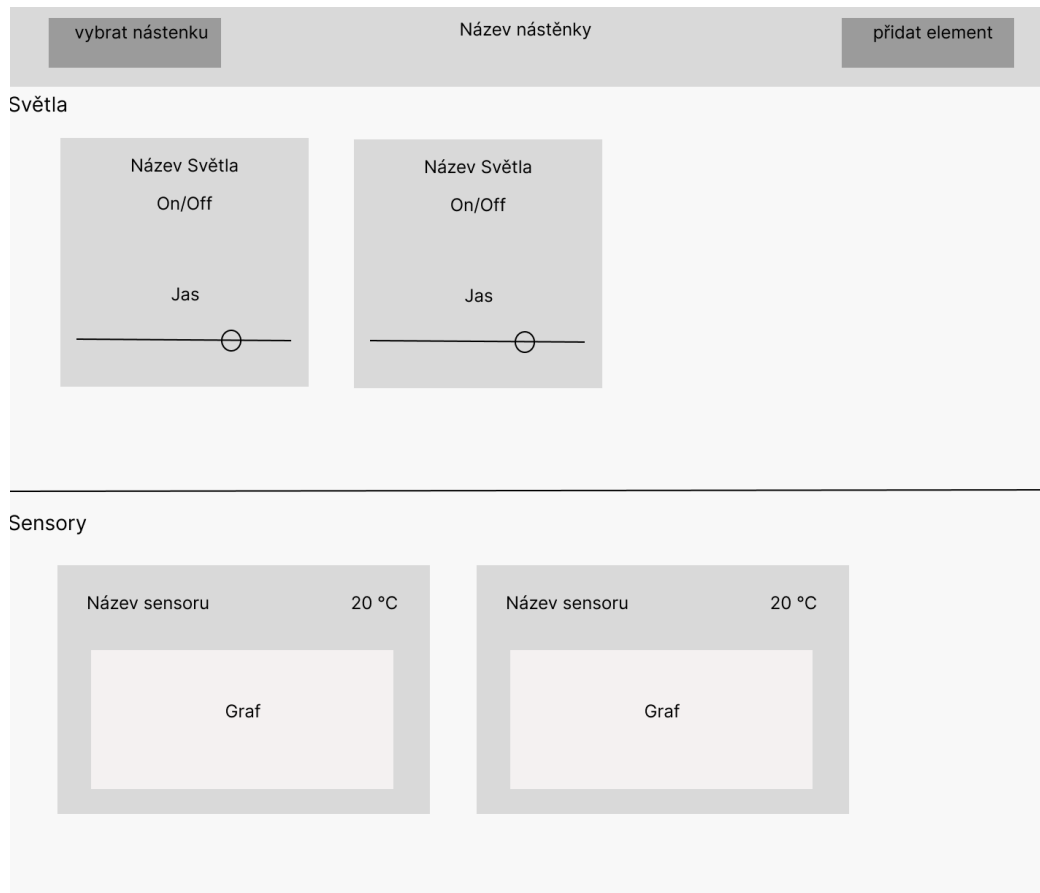 vybrat nástenku
Název nástěnky
přidat element
Světla
Název Světla
On/Off
Jas
Název Světla
On/Off
Jas
Sensory
Název sensoru
20 °C
Graf
Název sensoru
20 °C
Graf